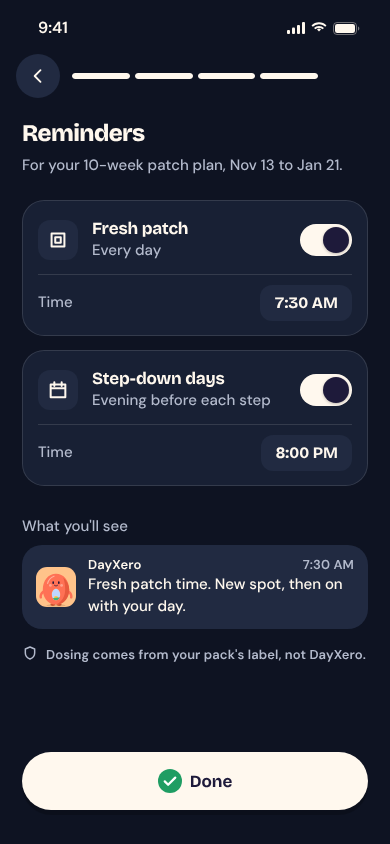 9:41
Reminders
For your 10-week patch plan, Nov 13 to Jan 21.
Fresh patch
Every day
Time
7:30 AM
Step-down days
Evening before each step
Time
8:00 PM
What you'll see
DayXero
7:30 AM
Fresh patch time. New spot, then on
with your day.
Dosing comes from your pack's label, not DayXero.
Done